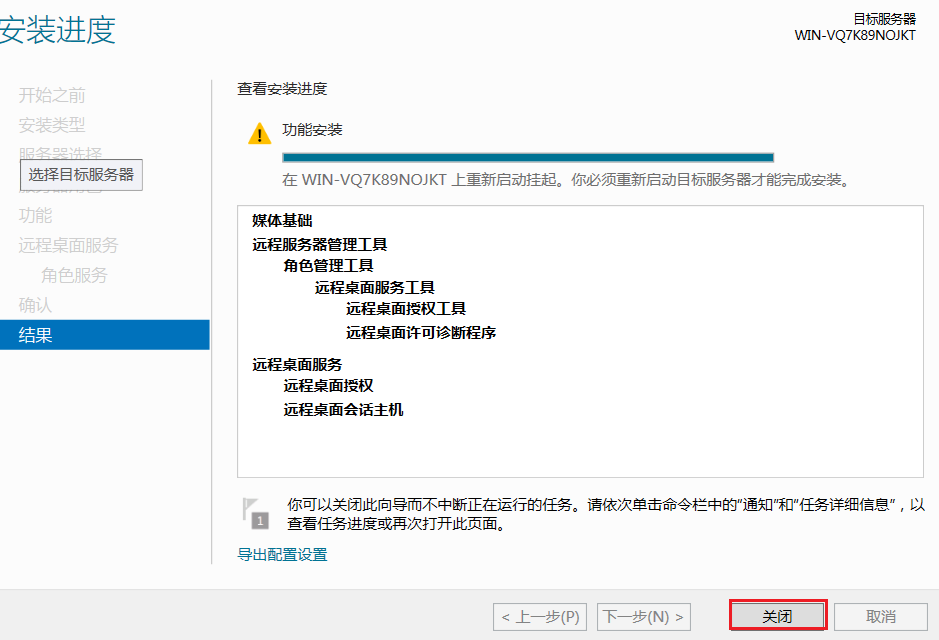 安装进度
目标服务器
WIN-VQ7K89NOJKT
开始之前
安装类型
服务器选择
选择目标服务器
功能
远程桌面服务
角色服务
确认
结果
查看安装进度
功能安装
在 WIN-VQ7K89NOJKT 上重新启动挂起。你必须重新启动目标服务器才能完成安装。
媒体基础
远程服务器管理工具
角色管理工具
远程桌面服务工具
远程桌面授权工具
远程桌面许可诊断程序
远程桌面服务
远程桌面授权
远程桌面会话主机
1
你可以关闭此向导而不中断正在运行的任务。请依次单击命令栏中的“通知”和“任务详细信息”，以
查看任务进度或再次打开此页面。
导出配置设置
< 上一步(P)
下一步(N) >
关闭
取消